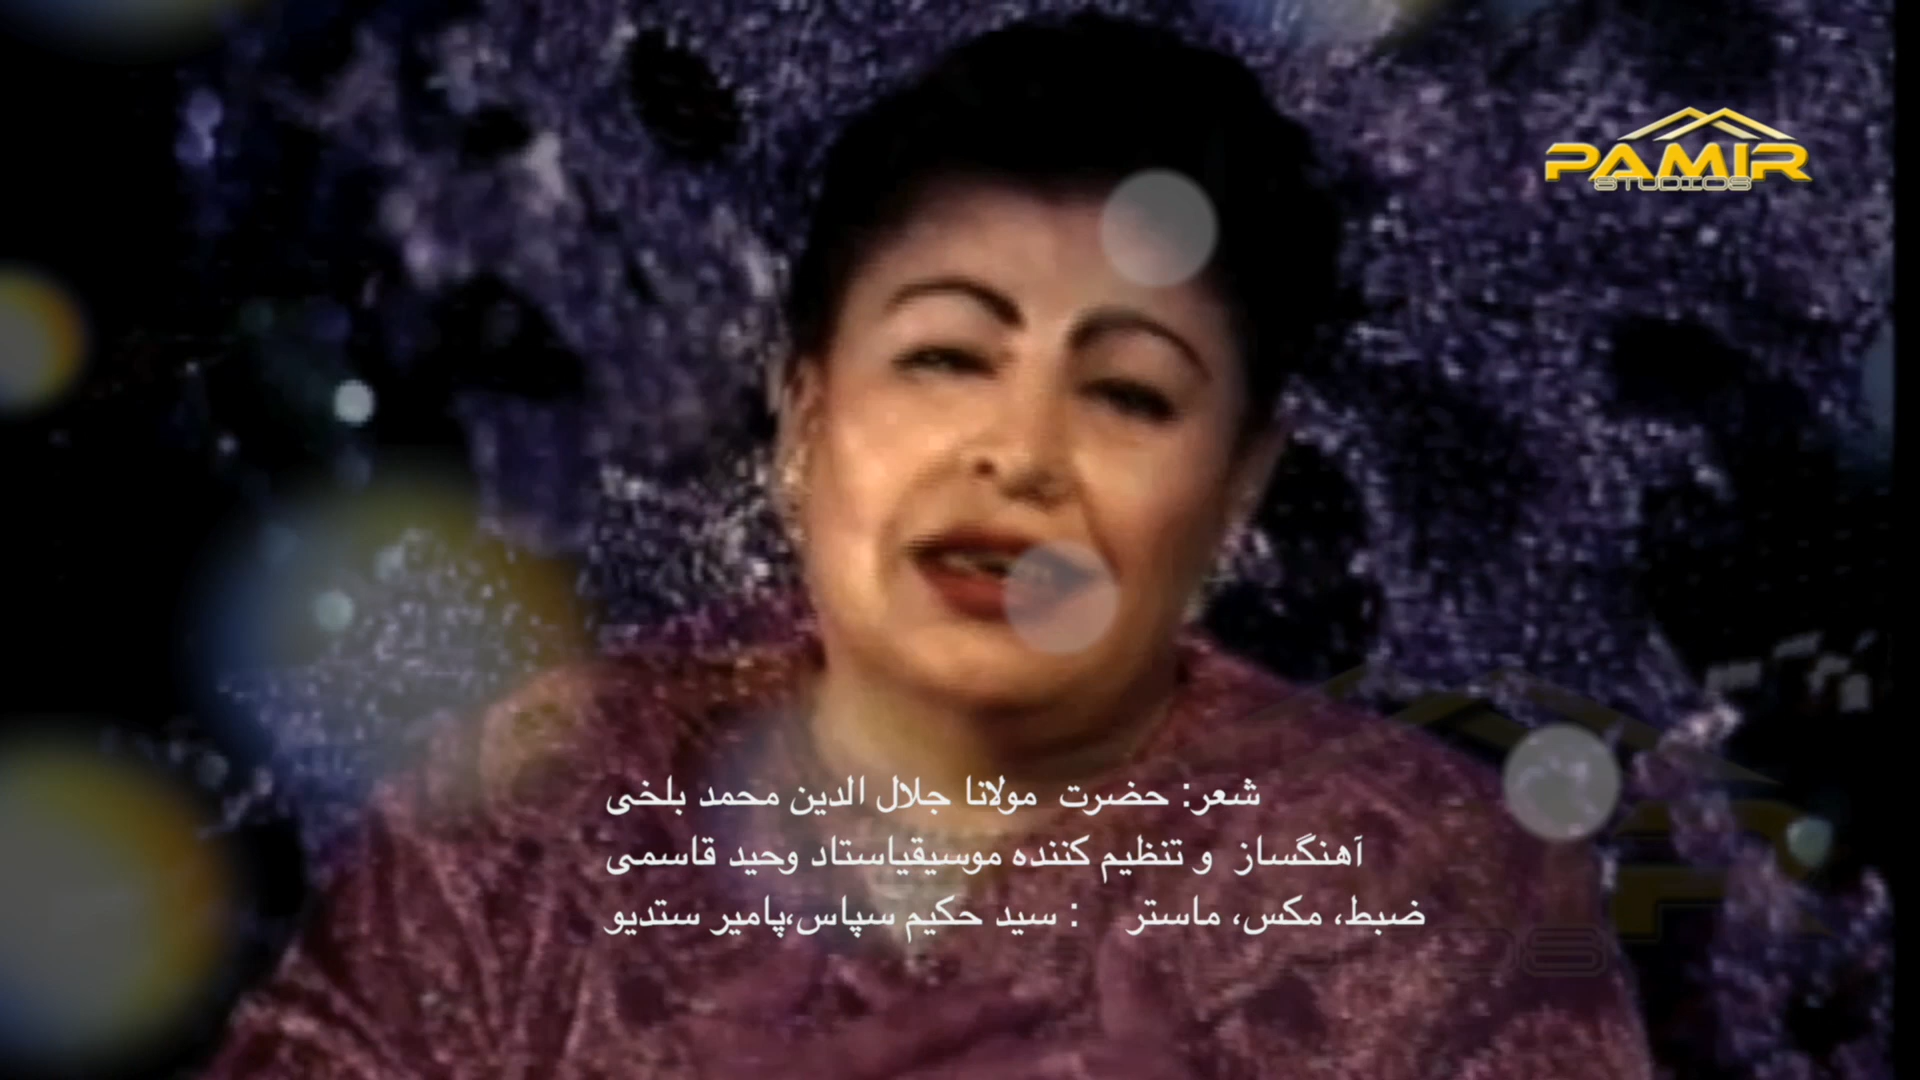 PAMIR
STUDIOS
شعر: حضرت مولانا جلال الدین محمد بلخی
آهنگساز و تنظیم کننده موسیقیاستاد وحید قاسمی
ضبط، مکس، ماستر : سید حکیم سپاس،پامیر ستدیو